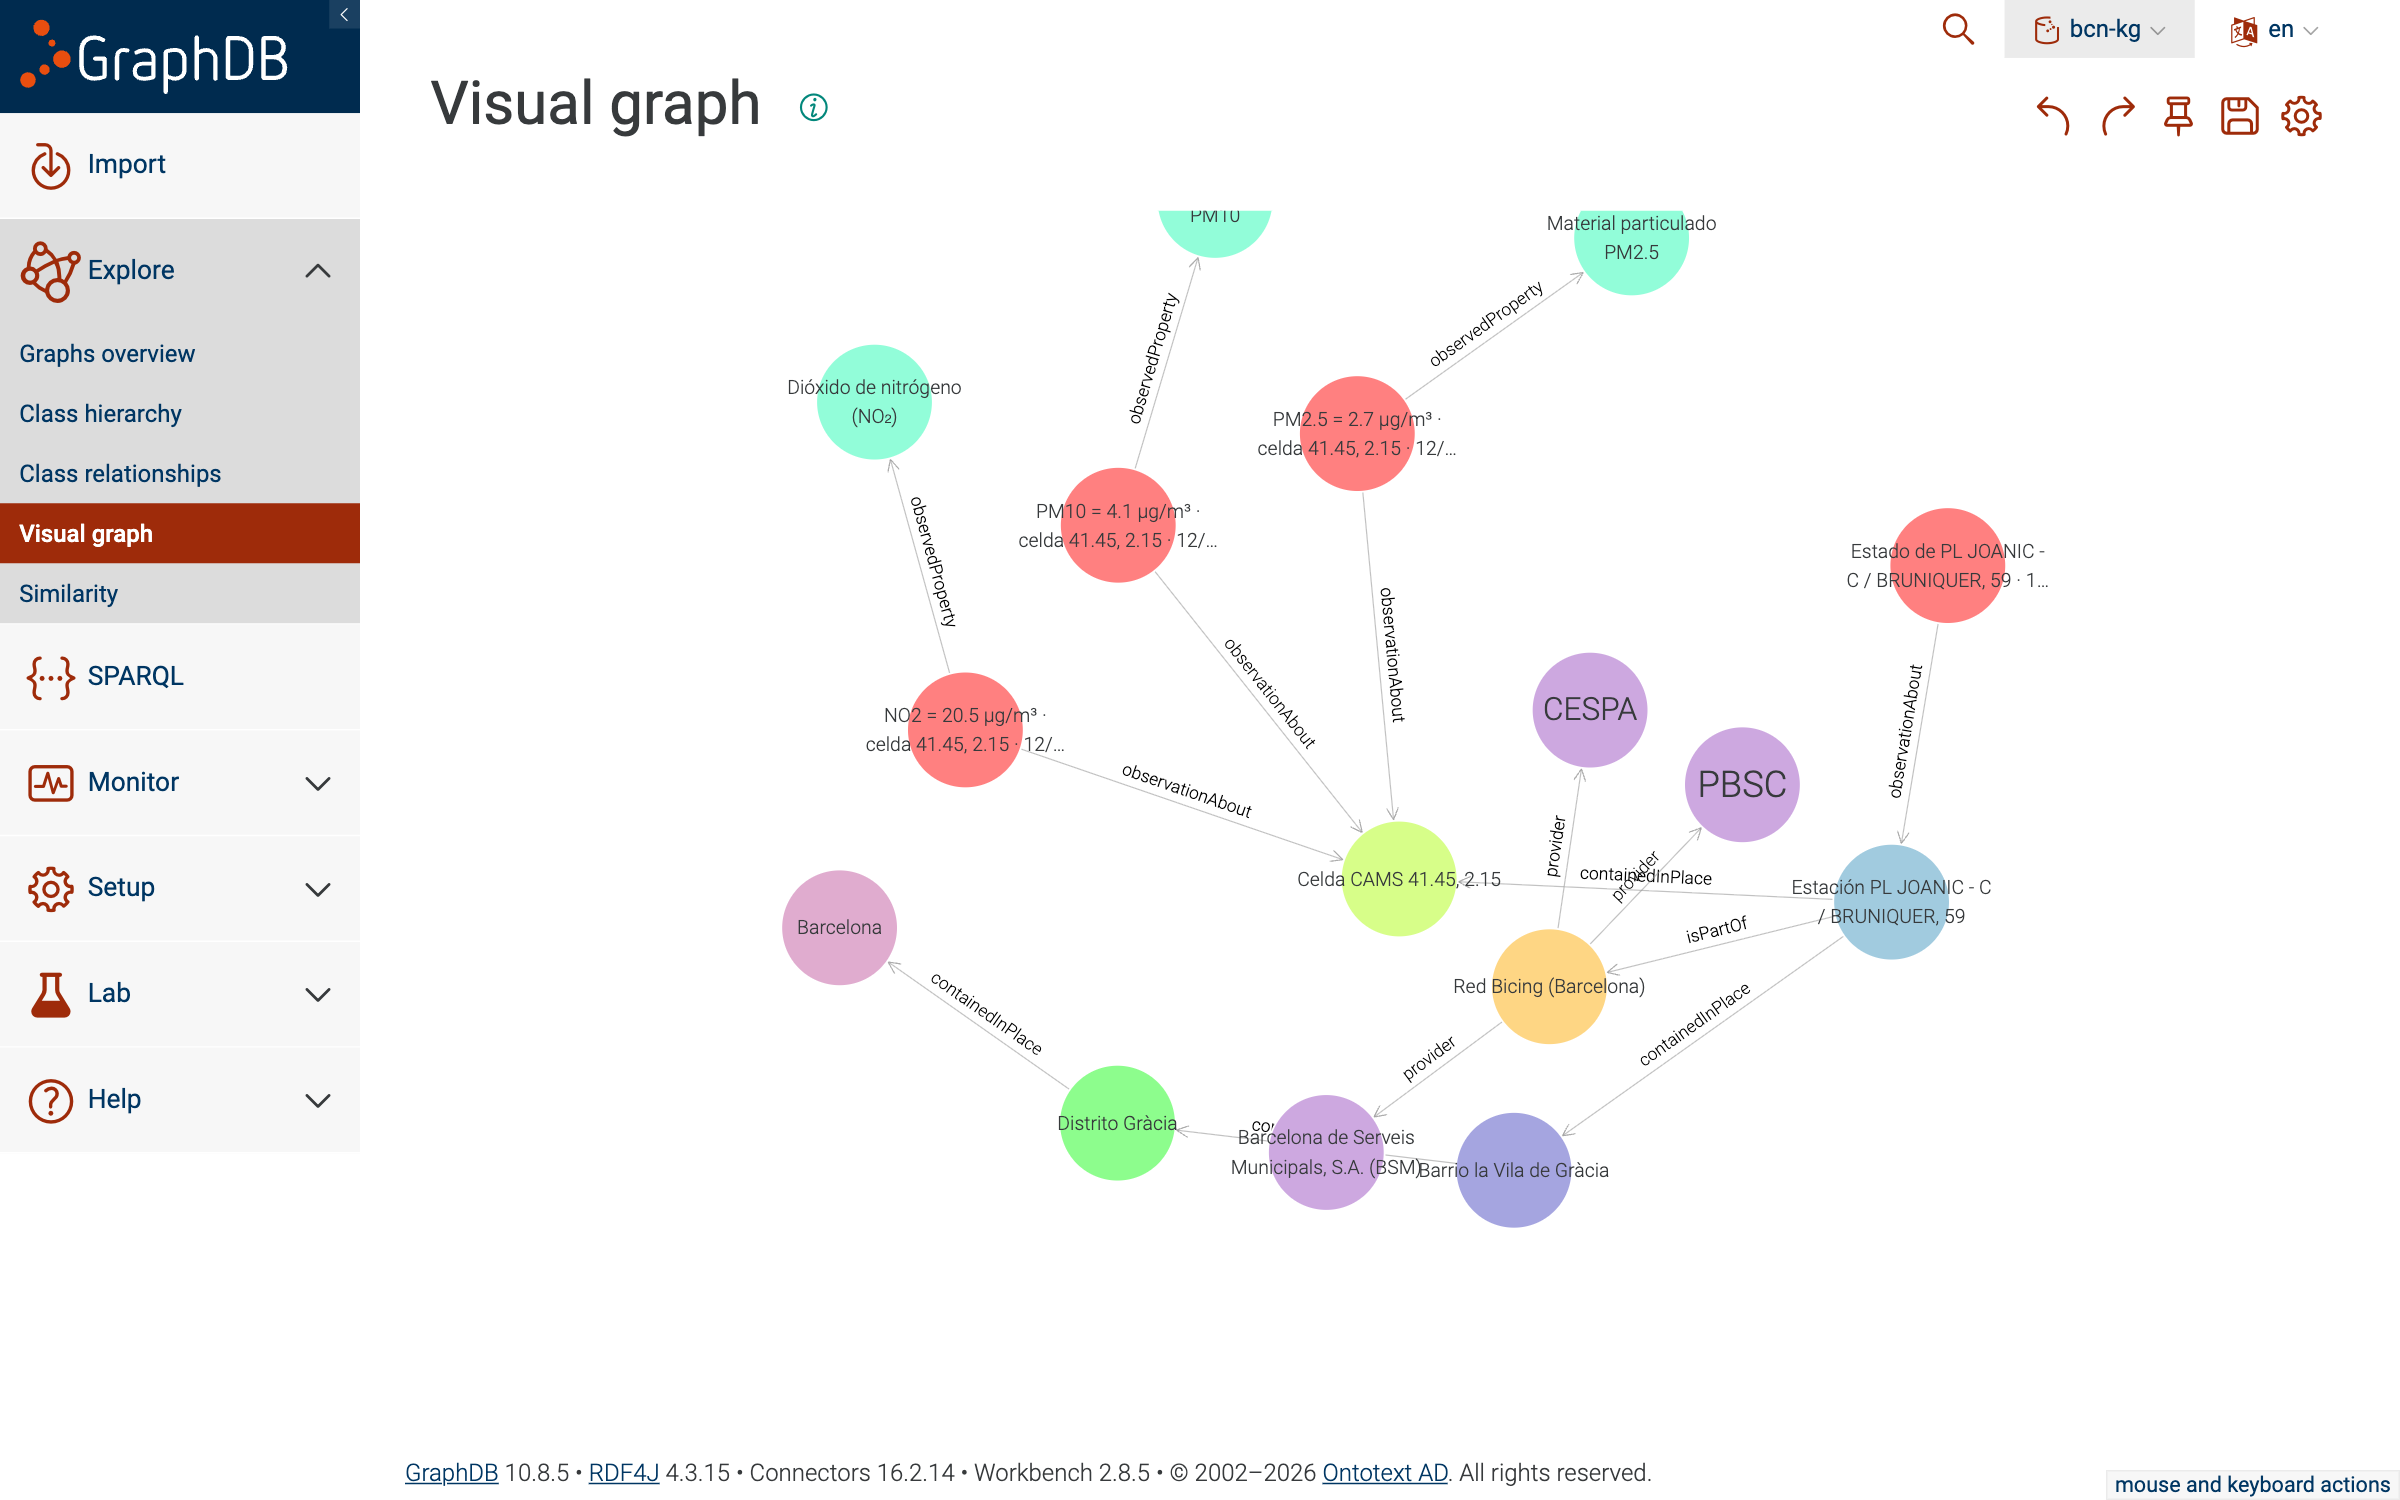 GraphDB
bcn-kg
en
Visual graph
Import
Explore
Graphs overview
Class hierarchy
Class relationships
Visual graph
Similarity
SPARQL
Monitor
Setup
Lab
Help
PM10
Material particulado
PM2.5
observedProperty
observedProperty
Dióxido de nitrógeno
(NO₂)
PM2.5 = 2.7 µg/m³ ·
celda 41.45, 2.15 · 12/...
PM10 = 4.1 µg/m³ ·
celda 41.45, 2.15 · 12/...
observedProperty
Estado de PL JOANIC -
C / BRUNIQUER, 59 · 1...
observationAbout
observationAbout
observationAbout
NO2 = 20.5 µg/m³ ·
celda 41.45, 2.15 · 12/...
CESPA
PBSC
observationAbout
provider
provider
containedInPlace
Celda CAMS 41.45, 2.15
Estación PL JOANIC - C
/ BRUNIQUER, 59
Barcelona
isPartOf
Red Bicing (Barcelona)
containedInPlace
containedInPlace
provider
Distrito Gràcia
Barcelona de Serveis
Municipals, S.A. (BSM)
Barrio la Vila de Gràcia
GraphDB 10.8.5 • RDF4J 4.3.15 • Connectors 16.2.14 • Workbench 2.8.5 • © 2002–2026 Ontotext AD. All rights reserved.
mouse and keyboard actions